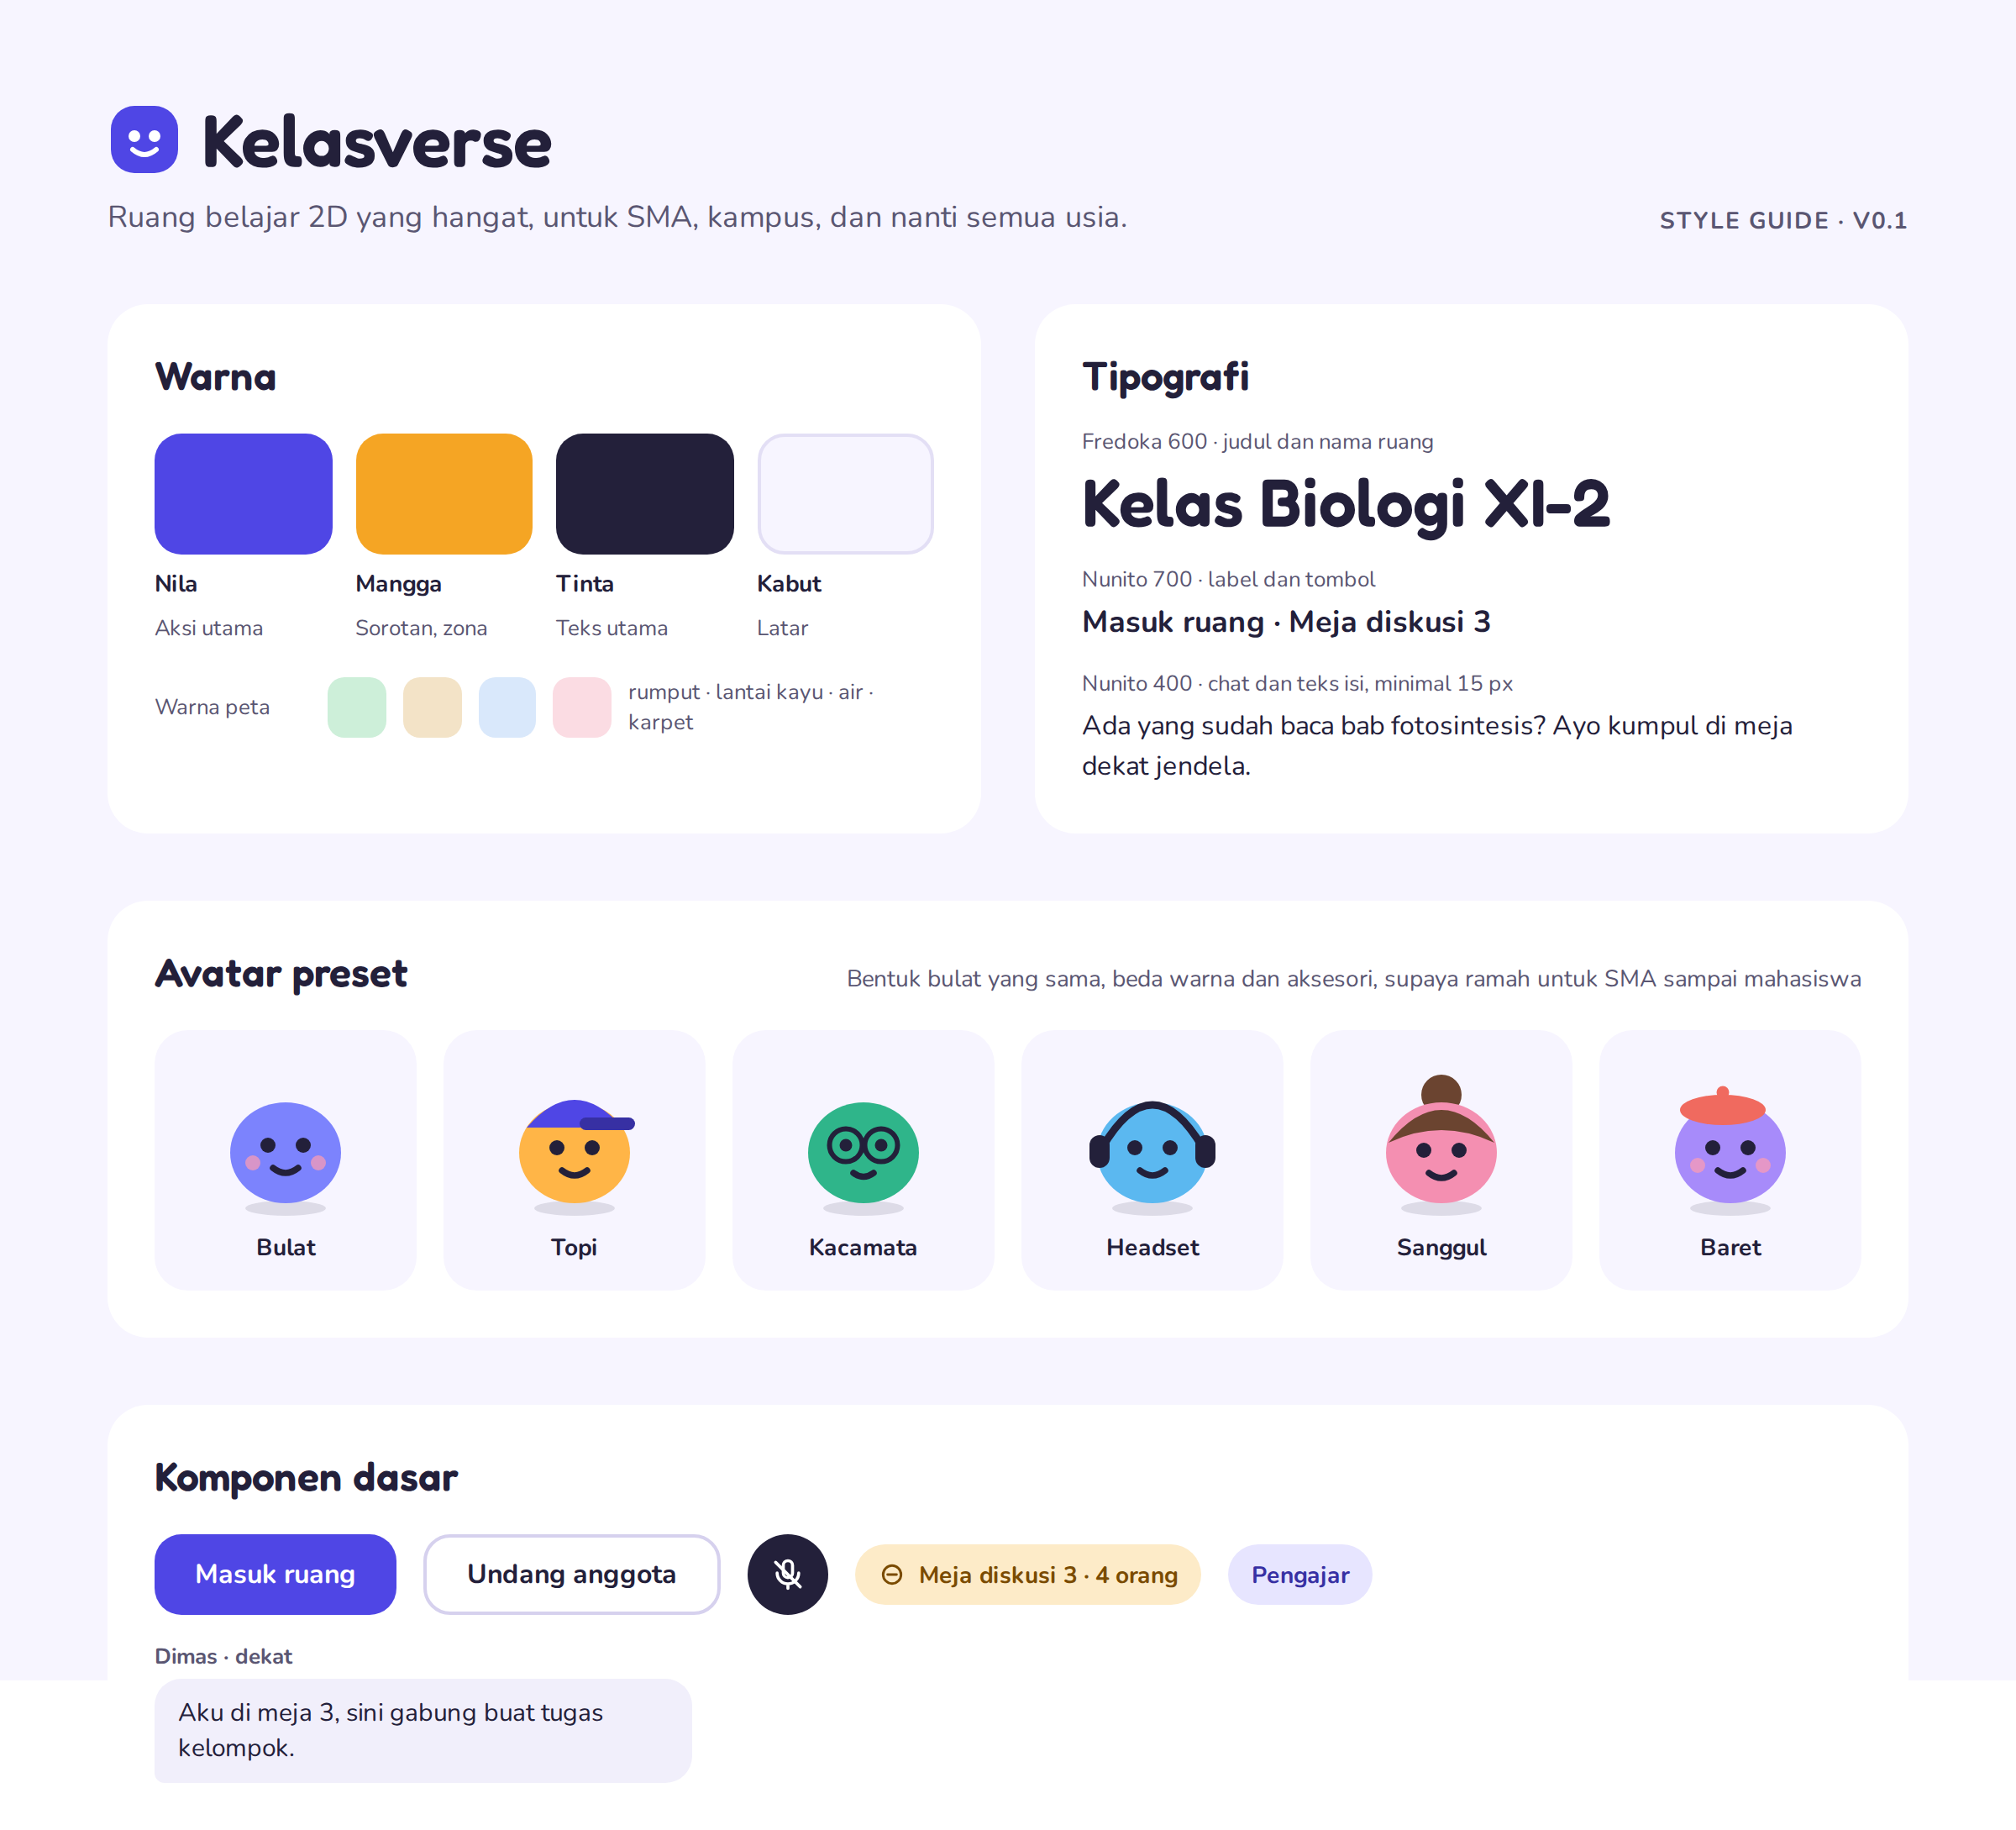 Kelasverse
Ruang belajar 2D yang hangat, untuk SMA, kampus, dan nanti semua usia.
STYLE GUIDE · V0.1
Warna
Nila
Aksi utama
Mangga
Sorotan, zona
Tinta
Teks utama
Kabut
Latar
Warna peta
rumput · lantai kayu · air ·
karpet
Tipografi
Fredoka 600 · judul dan nama ruang
Kelas Biologi XI-2
Nunito 700 · label dan tombol
Masuk ruang · Meja diskusi 3
Nunito 400 · chat dan teks isi, minimal 15 px
Ada yang sudah baca bab fotosintesis? Ayo kumpul di meja
dekat jendela.
Avatar preset
Bentuk bulat yang sama, beda warna dan aksesori, supaya ramah untuk SMA sampai mahasiswa
Bulat
Topi
Kacamata
Headset
Sanggul
Baret
Komponen dasar
Masuk ruang
Undang anggota
Meja diskusi 3 · 4 orang
Pengajar
Dimas · dekat
Aku di meja 3, sini gabung buat tugas
kelompok.